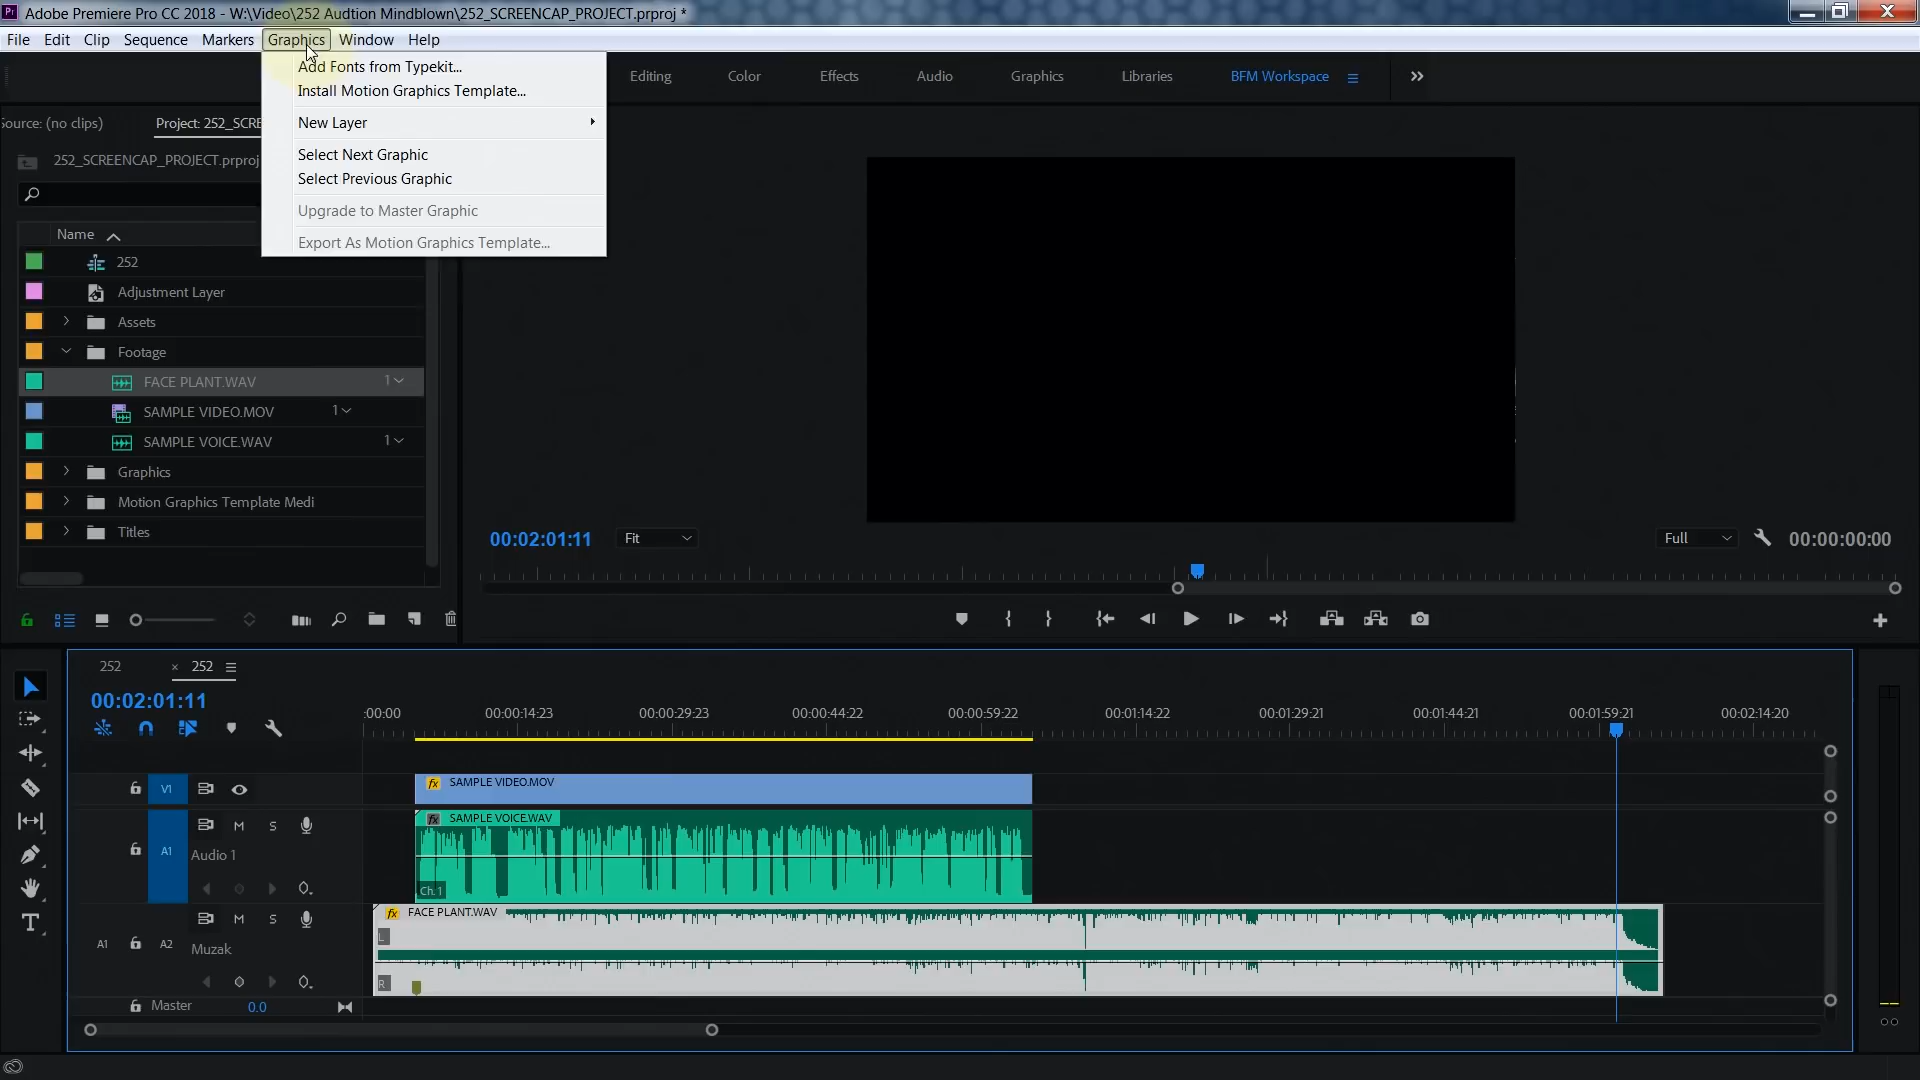 Pr Adobe Premiere Pro CC 2018 - W:\Video\252 Audtion Mindblown\252_SCREENCAP_PROJECT.prproj *
File Edit Clip Sequence Markers Graphics Window Help
Add Fonts from Typekit...
Install Motion Graphics Template...
New Layer
Select Next Graphic
Select Previous Graphic
Upgrade to Master Graphic
Export As Motion Graphics Template...
Editing Color Effects Audio Graphics Libraries BFM Workspace
ource: (no clips) Project: 252_SCRE
252_SCREENCAP_PROJECT.prproj
Name
252
Adjustment Layer
Assets
Footage
FACE PLANT.WAV 1
SAMPLE VIDEO.MOV 1
SAMPLE VOICE.WAV 1
Graphics
Motion Graphics Template Medi
Titles
00:02:01:11 Fit Full 00:00:00:00
252 × 252
00:02:01:11
:00:00 00:00:14:23 00:00:29:23 00:00:44:22 00:00:59:22 00:01:14:22 00:01:29:21 00:01:44:21 00:01:59:21 00:02:14:20
V1 fx SAMPLE VIDEO.MOV
M S fx SAMPLE VOICE.WAV
A1 Audio 1
Ch. 1
M S fx FACE PLANT.WAV
A1 A2 Muzak L
R
Master 0.0